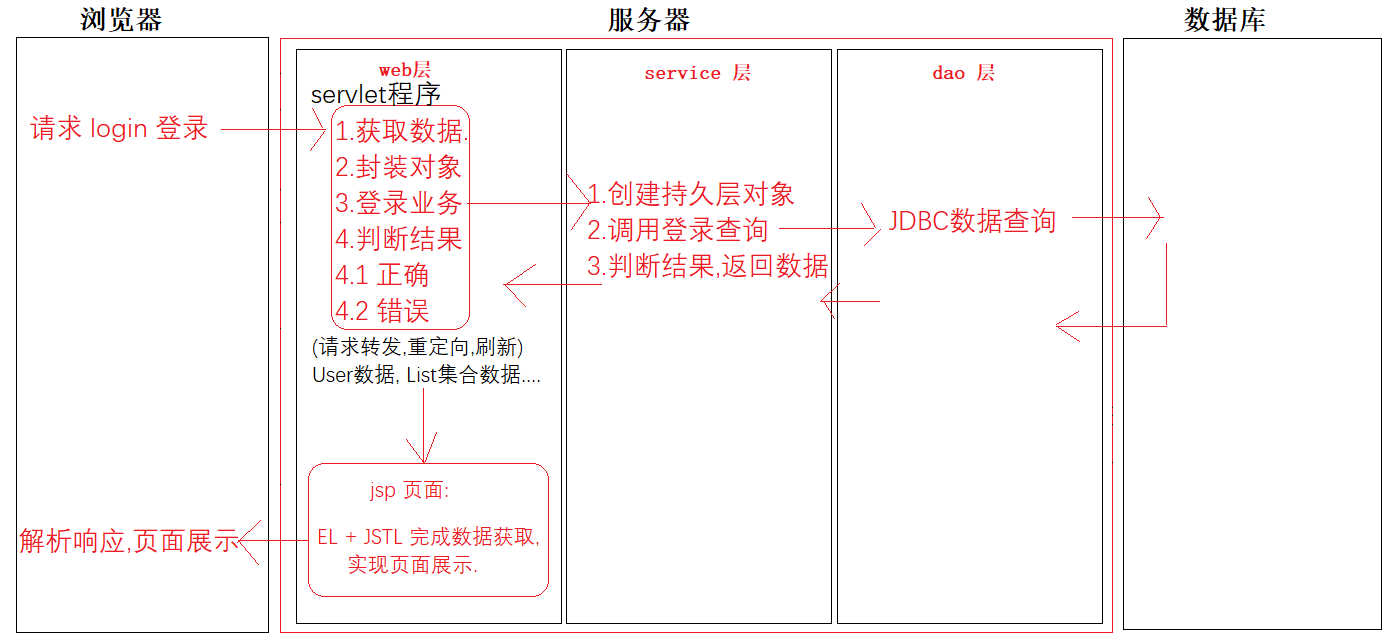 浏览器
服务器
数据库
web层
service 层
dao 层
servlet程序
请求 login 登录
1.获取数据.
2.封装对象
3.登录业务
4.判断结果
4.1 正确
4.2 错误
(请求转发,重定向,刷新)
User数据, List集合数据....
1.创建持久层对象
2.调用登录查询
3.判断结果,返回数据
JDBC数据查询
jsp 页面:
EL + JSTL 完成数据获取,
实现页面展示.
解析响应,页面展示